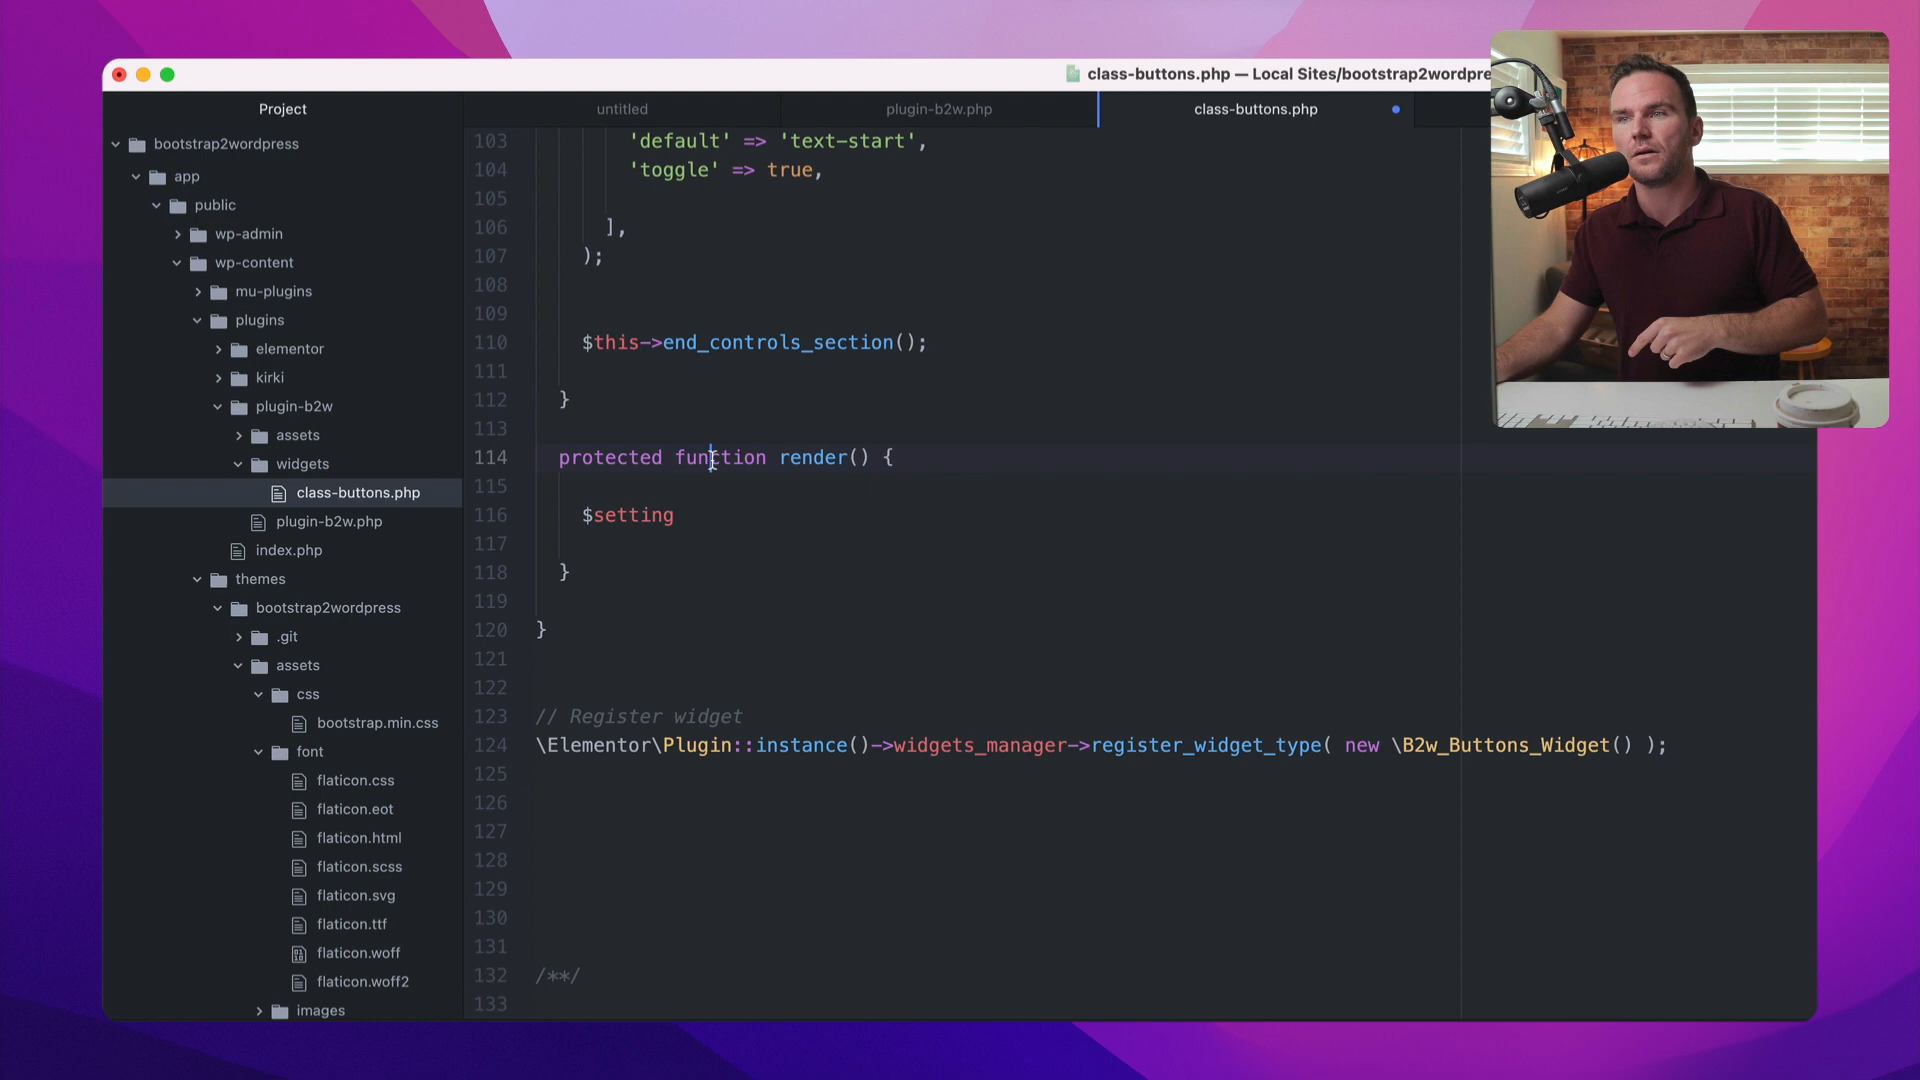 class-buttons.php — Local Sites/bootstrap2wordpre
Project
untitled
plugin-b2w.php
class-buttons.php
bootstrap2wordpress
app
public
wp-admin
wp-content
mu-plugins
plugins
elementor
kirki
plugin-b2w
assets
widgets
class-buttons.php
plugin-b2w.php
index.php
themes
bootstrap2wordpress
.git
assets
css
bootstrap.min.css
font
flaticon.css
flaticon.eot
flaticon.html
flaticon.scss
flaticon.svg
flaticon.ttf
flaticon.woff
flaticon.woff2
images
103 'default' => 'text-start',
104 'toggle' => true,
105
106 ],
107 );
108
109
110 $this->end_controls_section();
111
112 }
113
114 protected function render() {
115
116 $setting
117
118 }
119
120 }
121
122
123 // Register widget
124 \Elementor\Plugin::instance()->widgets_manager->register_widget_type( new \B2w_Buttons_Widget() );
125
126
127
128
129
130
131
132 /**/
133